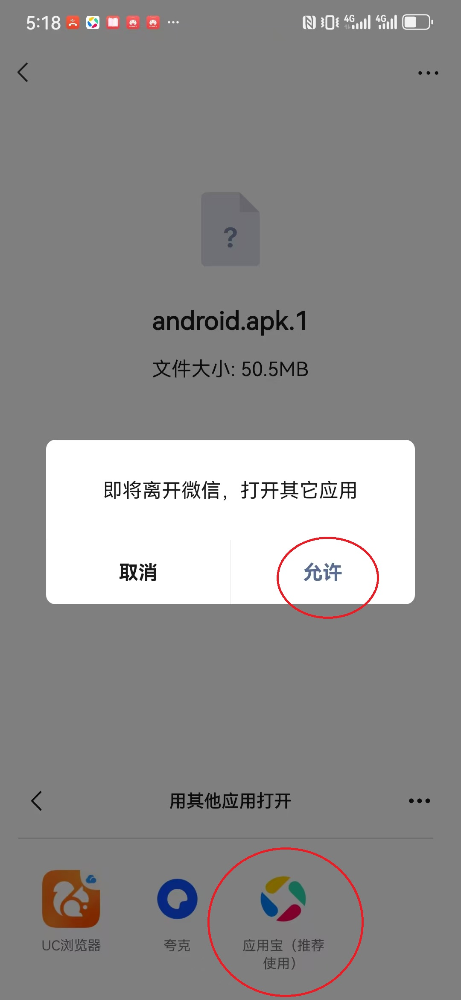 5:18
4G 4G
?
android.apk.1
文件大小: 50.5MB
即将离开微信，打开其它应用
取消 允许
用其他应用打开
UC浏览器 夸克 应用宝（推荐
使用）